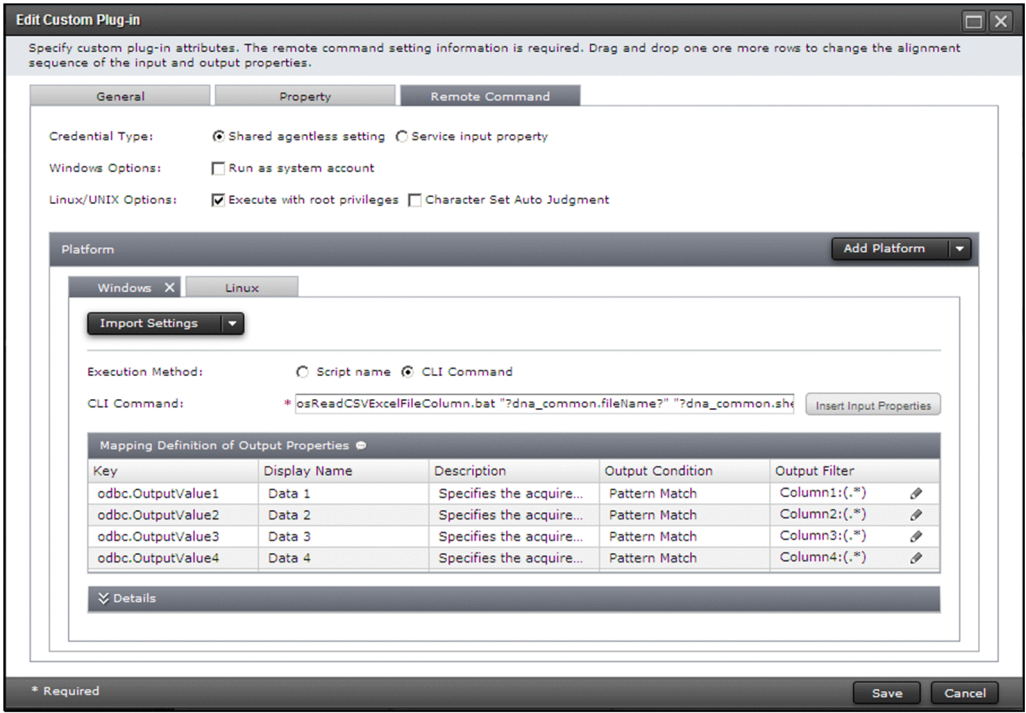 Edit Custom Plug-in
Specify custom plug-in attributes. The remote command setting information is required. Drag and drop one ore more rows to change the alignment
sequence of the input and output properties.
General Property Remote Command
Credential Type: Shared agentless setting Service input property
Windows Options: Run as system account
Linux/UNIX Options: Execute with root privileges Character Set Auto Judgment
Platform Add Platform
Windows Linux
Import Settings
Execution Method: Script name CLI Command
CLI Command: * osReadCSVExcelFileColumn.bat "?dna_common.fileName?" "?dna_common.she Insert Input Properties
Mapping Definition of Output Properties
Key Display Name Description Output Condition Output Filter
odbc.OutputValue1 Data 1 Specifies the acquire... Pattern Match Column1:(.*)
odbc.OutputValue2 Data 2 Specifies the acquire... Pattern Match Column2:(.*)
odbc.OutputValue3 Data 3 Specifies the acquire... Pattern Match Column3:(.*)
odbc.OutputValue4 Data 4 Specifies the acquire... Pattern Match Column4:(.*)
Details
* Required Save Cancel